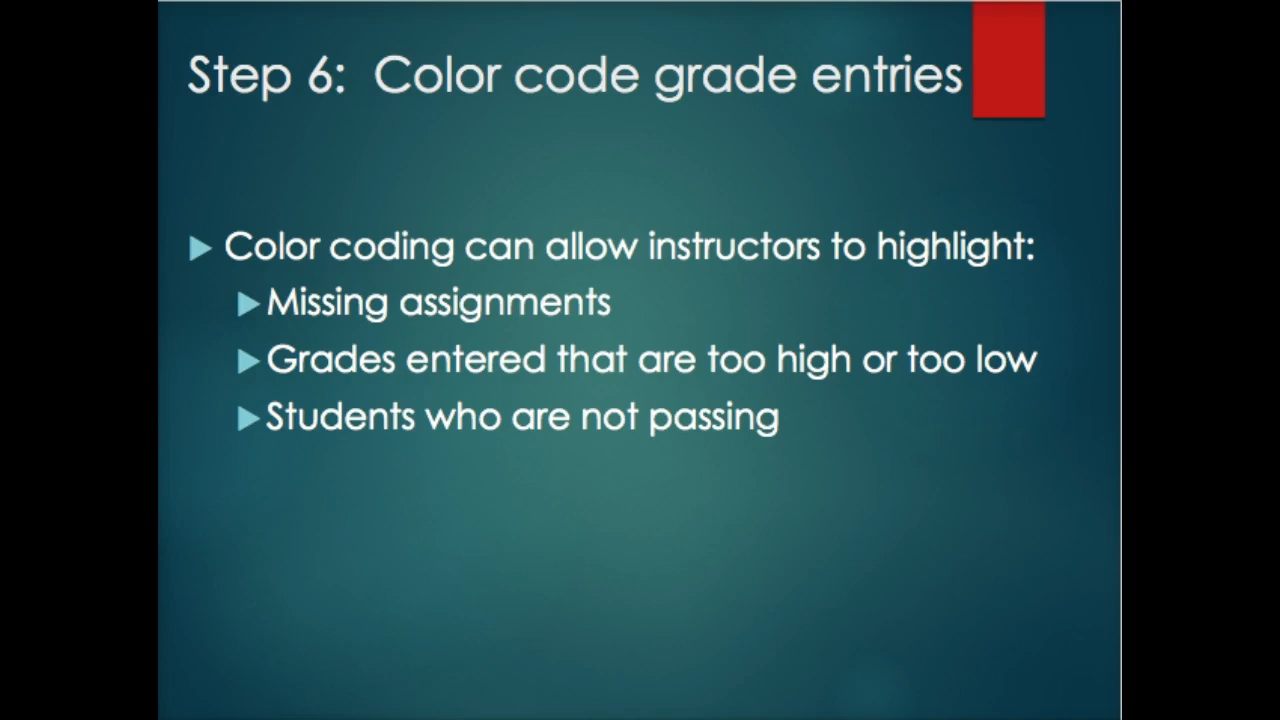 Step 6: Color code grade entries
Color coding can allow instructors to highlight:
Missing assignments
Grades entered that are too high or too low
Students who are not passing